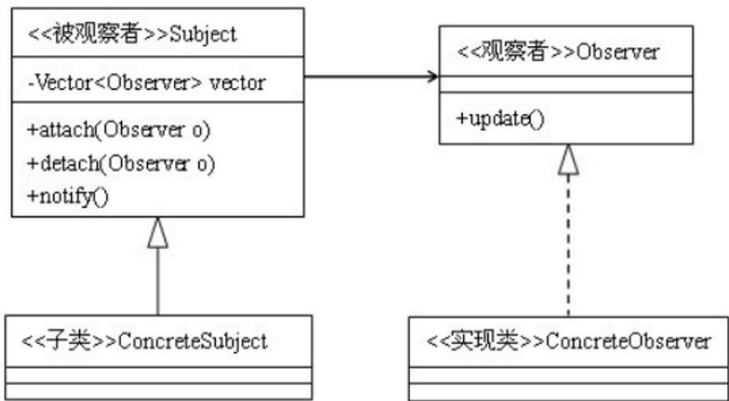 <<被观察者>>Subject
-Vector<Observer> vector
+attach(Observer o)
+detach(Observer o)
+notify()
<<观察者>>Observer
+update()
<<子类>>ConcreteSubject
<<实现类>>ConcreteObserver